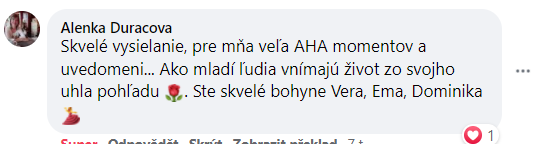 Alenka Duracova
Skvelé vysielanie, pre mňa veľa AHA momentov a
uvedomeni... Ako mladí ľudia vnímajú život zo svojho
uhla pohľadu 🌹. Ste skvelé bohyne Vera, Ema, Dominika
💃
Super Odpovědět Skrýt Zobrazit překlad 7 t
1